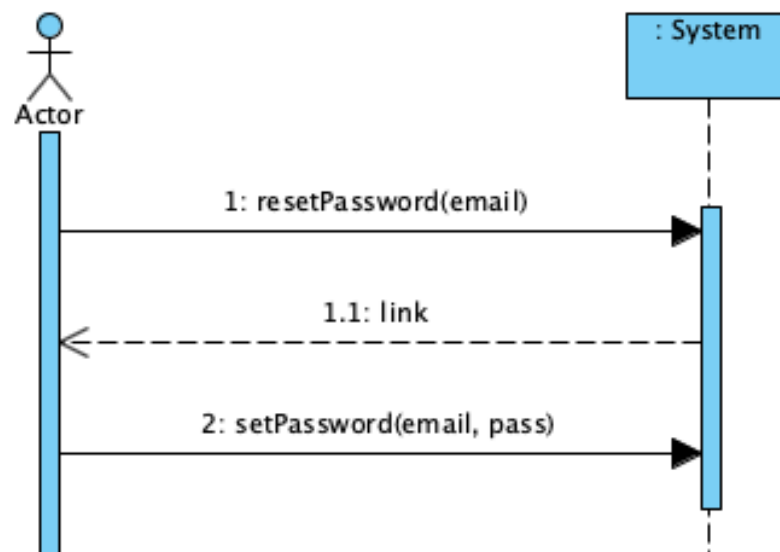 : System
Actor
1: resetPassword(email)
1.1: link
2: setPassword(email, pass)